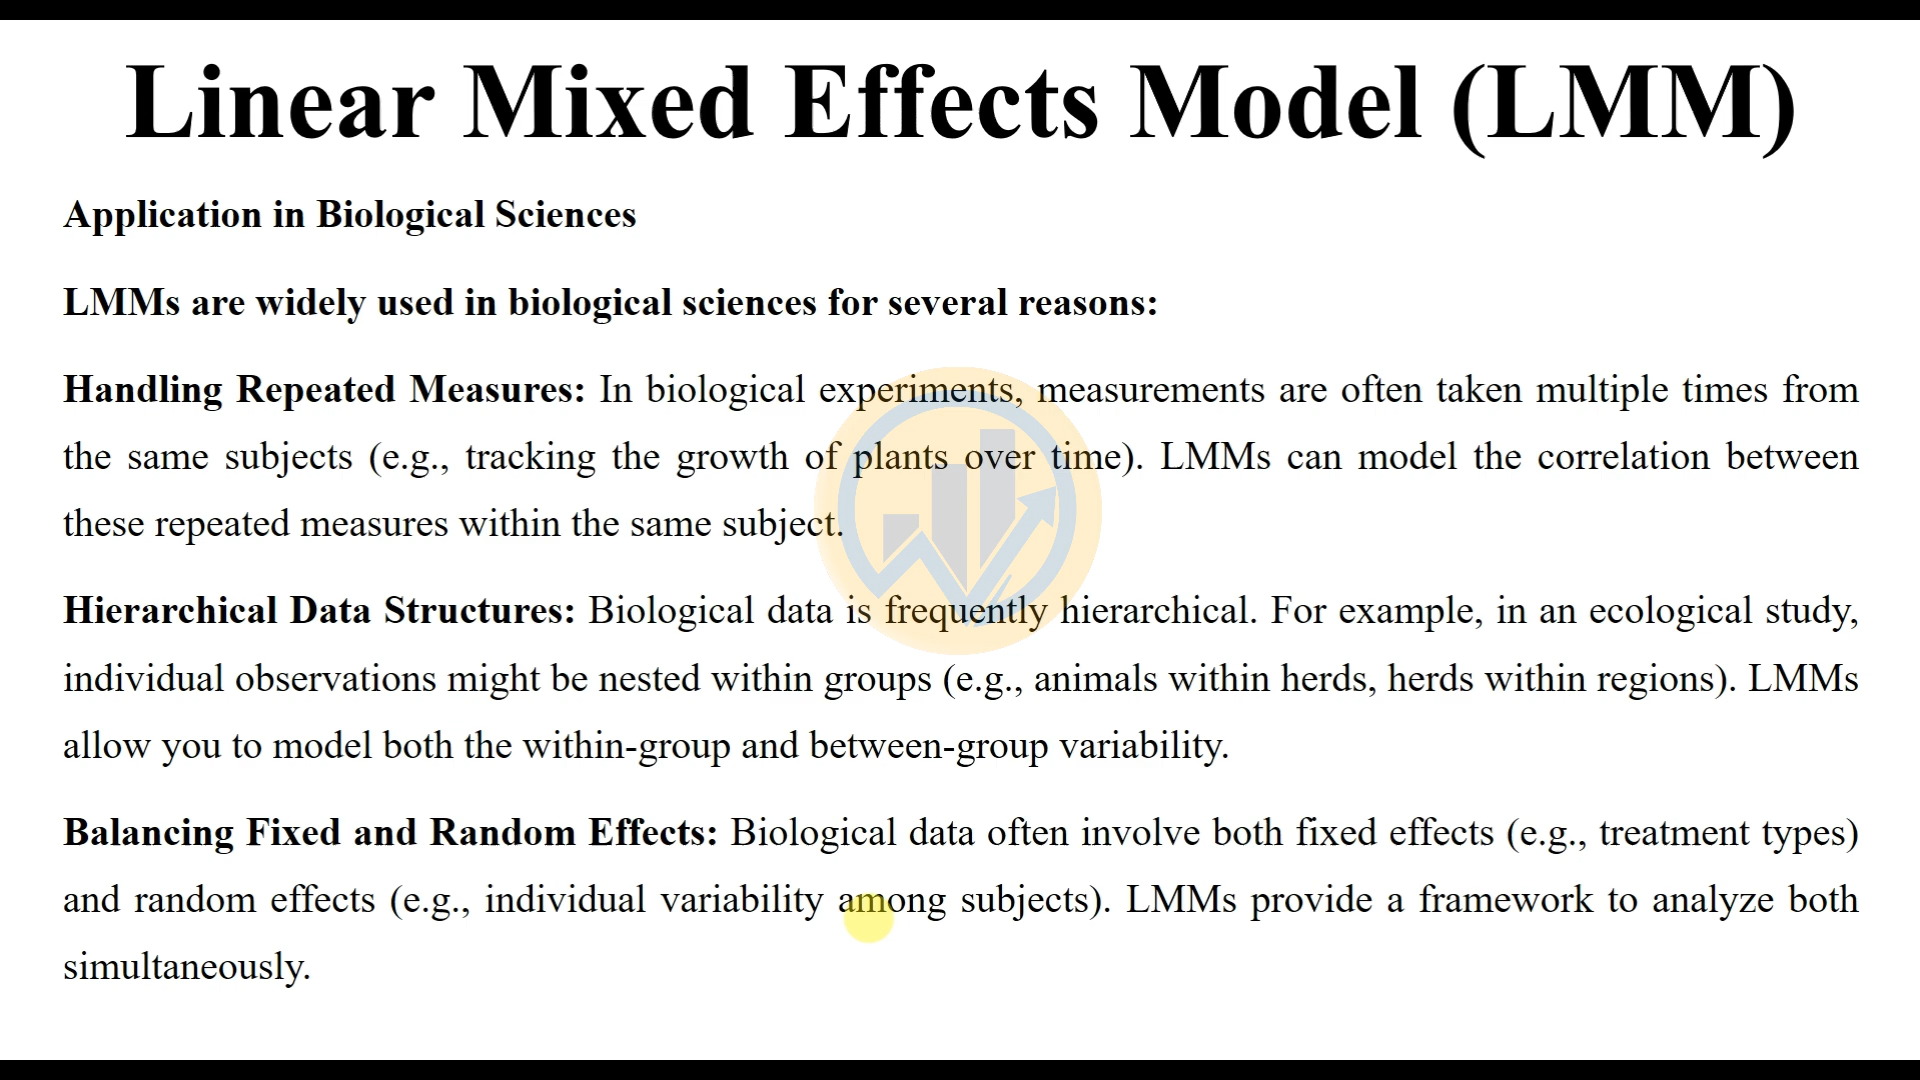 Linear Mixed Effects Model (LMM)
Application in Biological Sciences
LMMs are widely used in biological sciences for several reasons:
Handling Repeated Measures: In biological experiments, measurements are often taken multiple times from
the same subjects (e.g., tracking the growth of plants over time). LMMs can model the correlation between
these repeated measures within the same subject.
Hierarchical Data Structures: Biological data is frequently hierarchical. For example, in an ecological study,
individual observations might be nested within groups (e.g., animals within herds, herds within regions). LMMs
allow you to model both the within-group and between-group variability.
Balancing Fixed and Random Effects: Biological data often involve both fixed effects (e.g., treatment types)
and random effects (e.g., individual variability among subjects). LMMs provide a framework to analyze both
simultaneously.